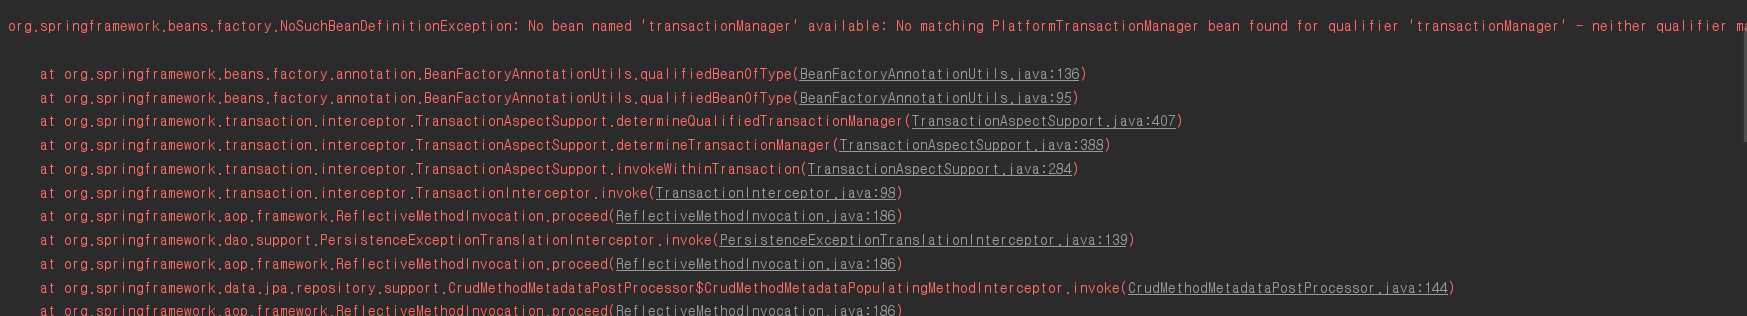 org.springframework.beans.factory.NoSuchBeanDefinitionException: No bean named 'transactionManager' available: No matching PlatformTransactionManager bean found for qualifier 'transactionManager' - neither qualifier ma
at org.springframework.beans.factory.annotation.BeanFactoryAnnotationUtils.qualifiedBeanOfType(BeanFactoryAnnotationUtils.java:136)
at org.springframework.beans.factory.annotation.BeanFactoryAnnotationUtils.qualifiedBeanOfType(BeanFactoryAnnotationUtils.java:95)
at org.springframework.transaction.interceptor.TransactionAspectSupport.determineQualifiedTransactionManager(TransactionAspectSupport.java:407)
at org.springframework.transaction.interceptor.TransactionAspectSupport.determineTransactionManager(TransactionAspectSupport.java:388)
at org.springframework.transaction.interceptor.TransactionAspectSupport.invokeWithinTransaction(TransactionAspectSupport.java:284)
at org.springframework.transaction.interceptor.TransactionInterceptor.invoke(TransactionInterceptor.java:98)
at org.springframework.aop.framework.ReflectiveMethodInvocation.proceed(ReflectiveMethodInvocation.java:186)
at org.springframework.dao.support.PersistenceExceptionTranslationInterceptor.invoke(PersistenceExceptionTranslationInterceptor.java:139)
at org.springframework.aop.framework.ReflectiveMethodInvocation.proceed(ReflectiveMethodInvocation.java:186)
at org.springframework.data.jpa.repository.support.CrudMethodMetadataPostProcessor$CrudMethodMetadataPopulatingMethodInterceptor.invoke(CrudMethodMetadataPostProcessor.java:144)
at org.springframework.aop.framework.ReflectiveMethodInvocation.proceed(ReflectiveMethodInvocation.java:186)